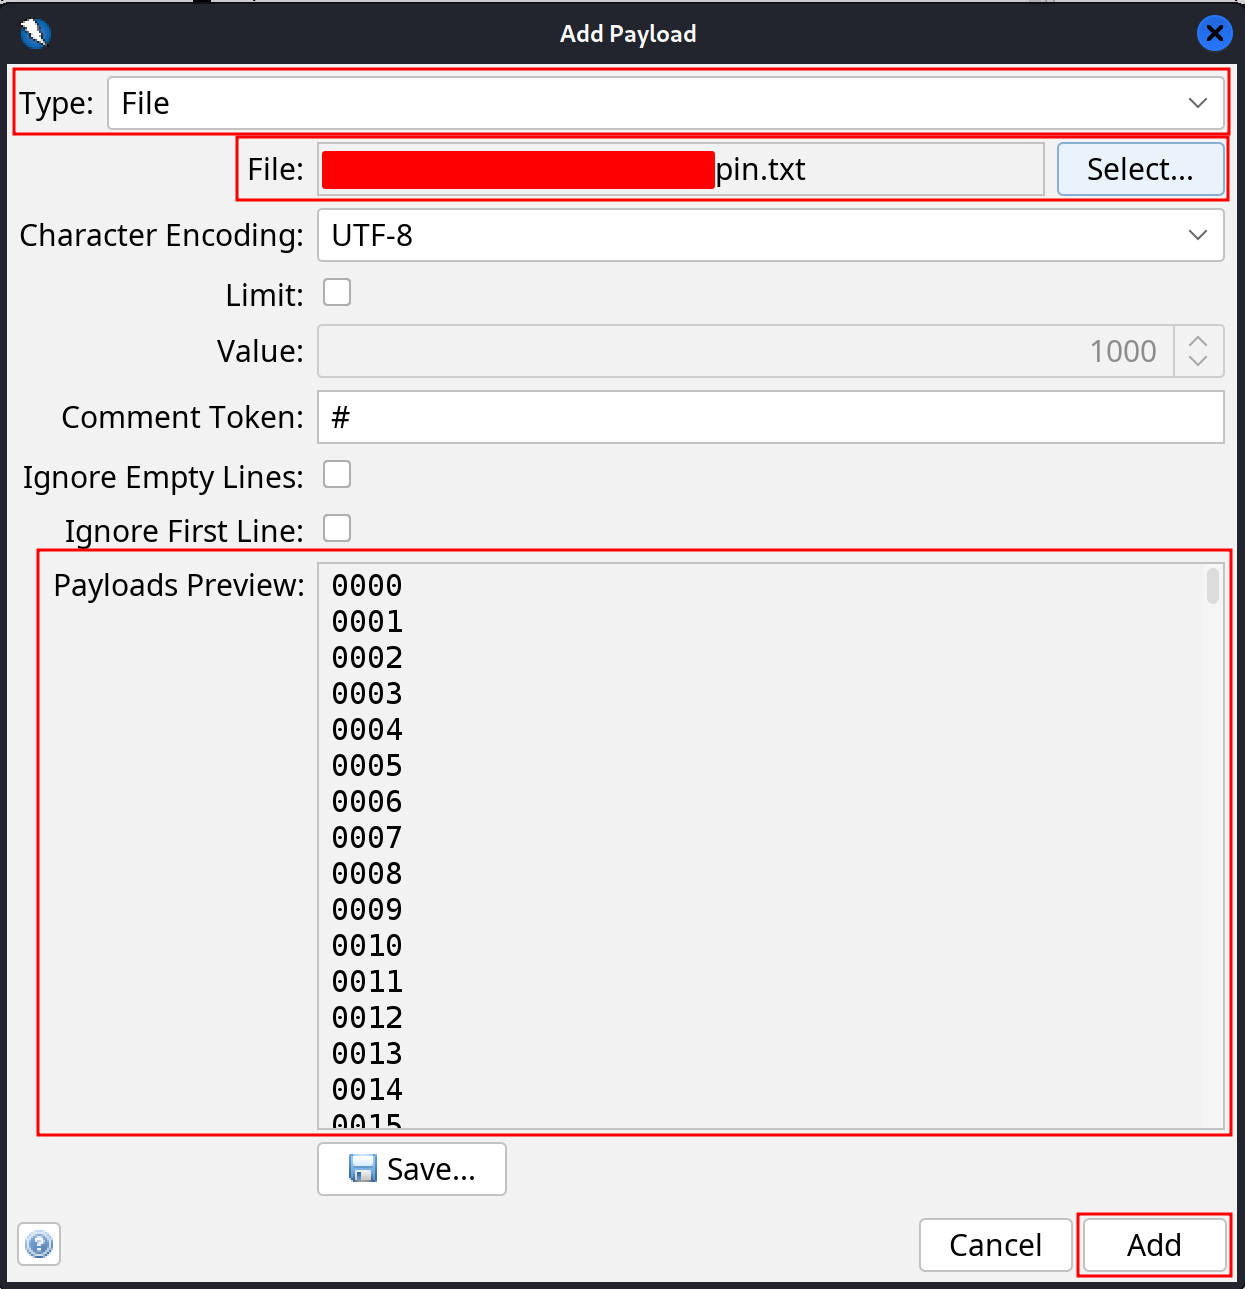 Add Payload
Type: File
File: pin.txt Select...
Character Encoding: UTF-8
Limit:
Value: 1000
Comment Token: #
Ignore Empty Lines:
Ignore First Line:
Payloads Preview: 0000
0001
0002
0003
0004
0005
0006
0007
0008
0009
0010
0011
0012
0013
0014
0015
Save...
Cancel Add